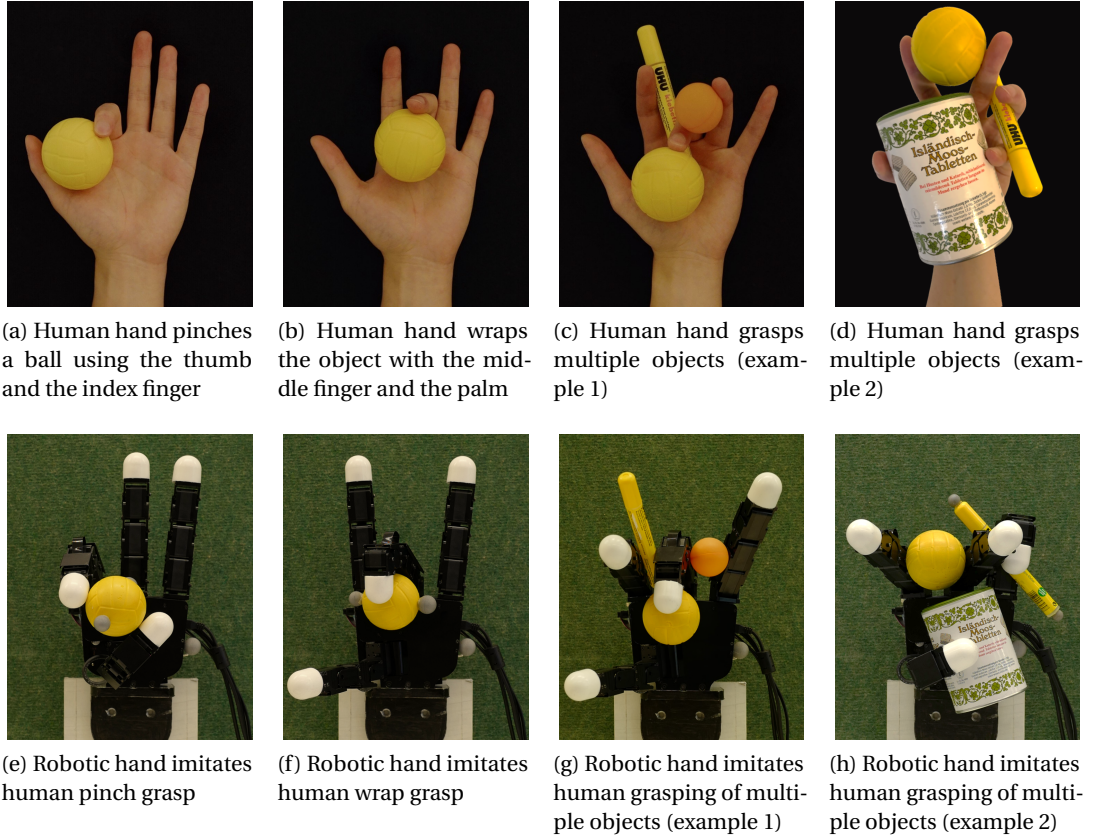 UHU
Isländisch-
Moos-
Tabletten
UHU
(a) Human hand pinches
a ball using the thumb
and the index finger
(b) Human hand wraps
the object with the mid-
dle finger and the palm
(c) Human hand grasps
multiple objects (exam-
ple 1)
(d) Human hand grasps
multiple objects (exam-
ple 2)
Isländisch-
Moos-
Tabletten
(e) Robotic hand imitates
human pinch grasp
(f) Robotic hand imitates
human wrap grasp
(g) Robotic hand imitates
human grasping of multi-
ple objects (example 1)
(h) Robotic hand imitates
human grasping of multi-
ple objects (example 2)